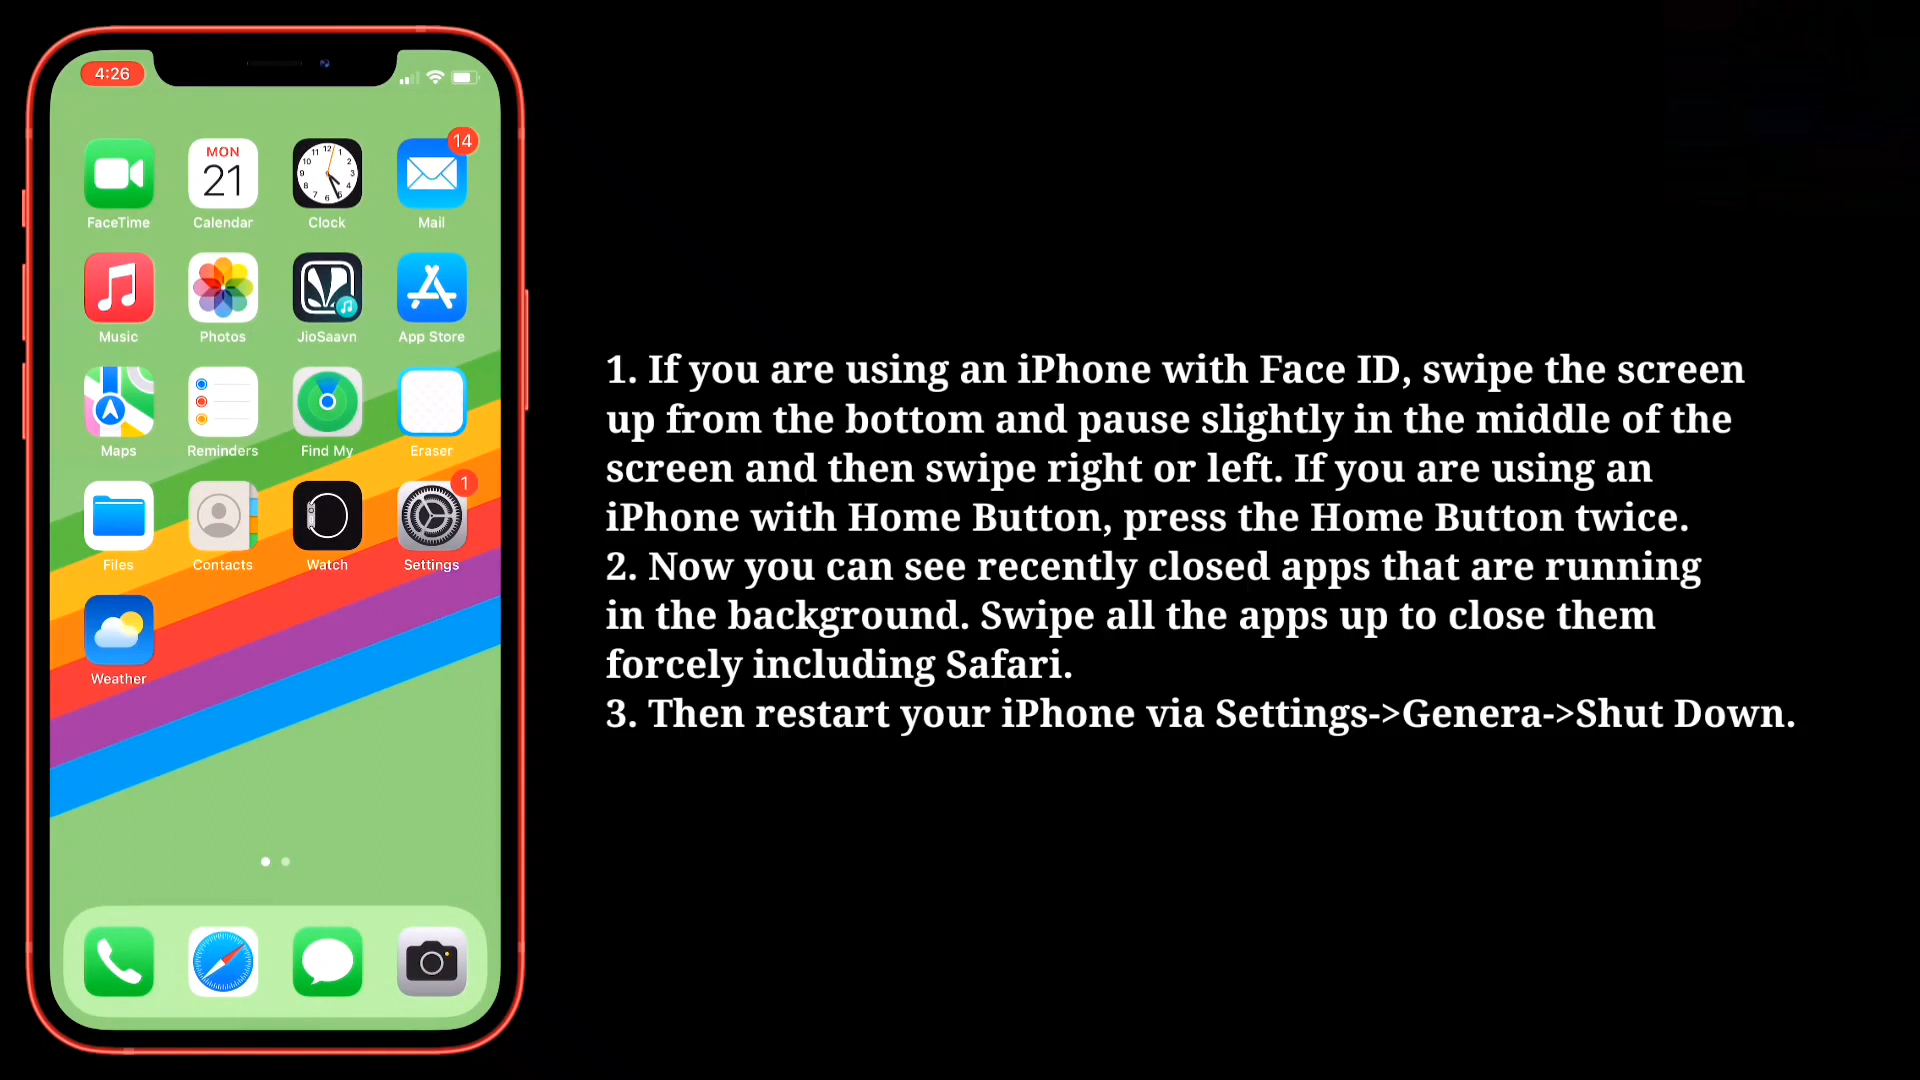 4:26
14
MON
21
FaceTime
Calendar
Clock
Mail
Music
Photos
JioSaavn
App Store
Maps
Reminders
Find My
Eraser
1
Files
Contacts
Watch
Settings
Weather
1. If you are using an iPhone with Face ID, swipe the screen
up from the bottom and pause slightly in the middle of the
screen and then swipe right or left. If you are using an
iPhone with Home Button, press the Home Button twice.
2. Now you can see recently closed apps that are running
in the background. Swipe all the apps up to close them
forcely including Safari.
3. Then restart your iPhone via Settings->Genera->Shut Down.